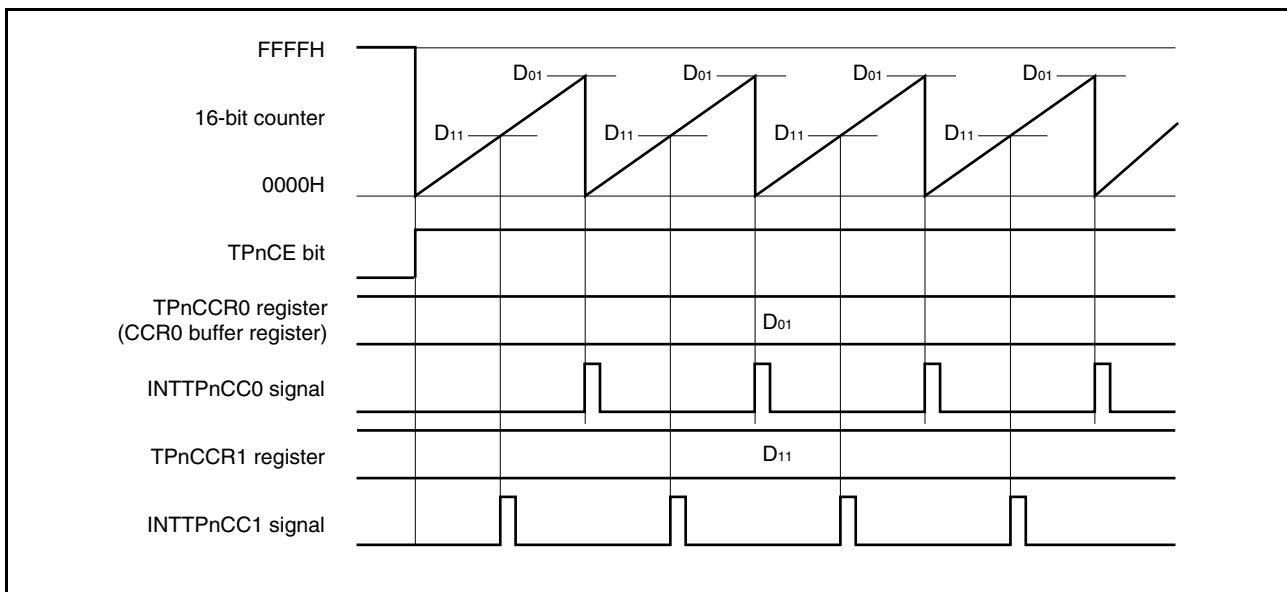 FFFFH
D01 D01 D01 D01
16-bit counter
D11 D11 D11 D11
0000H
TPnCE bit
TPnCCR0 register
(CCR0 buffer register)
D01
INTTPnCC0 signal
TPnCCR1 register
D11
INTTPnCC1 signal